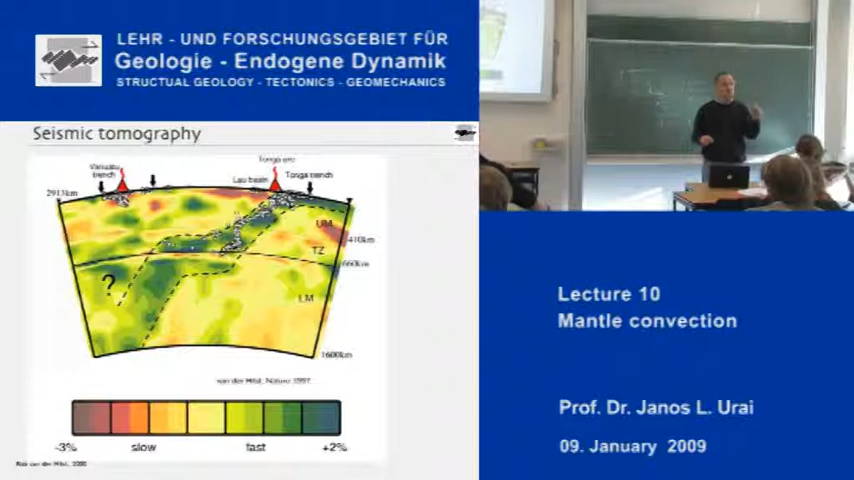 LEHR - UND FORSCHUNGSGEBIET FÜR
Geologie - Endogene Dynamik
STRUCTUAL GEOLOGY - TECTONICS - GEOMECHANICS
Seismic tomography
Vanuatu
trench
Tonga arc
Lau basin
Tonga trench
UM
410km
TZ
660km
?
LM
1600km
van der Hilst, Nature 1997
-3%
slow
fast
+2%
Lecture 10
Mantle convection
Prof. Dr. Janos L. Urai
09. January 2009